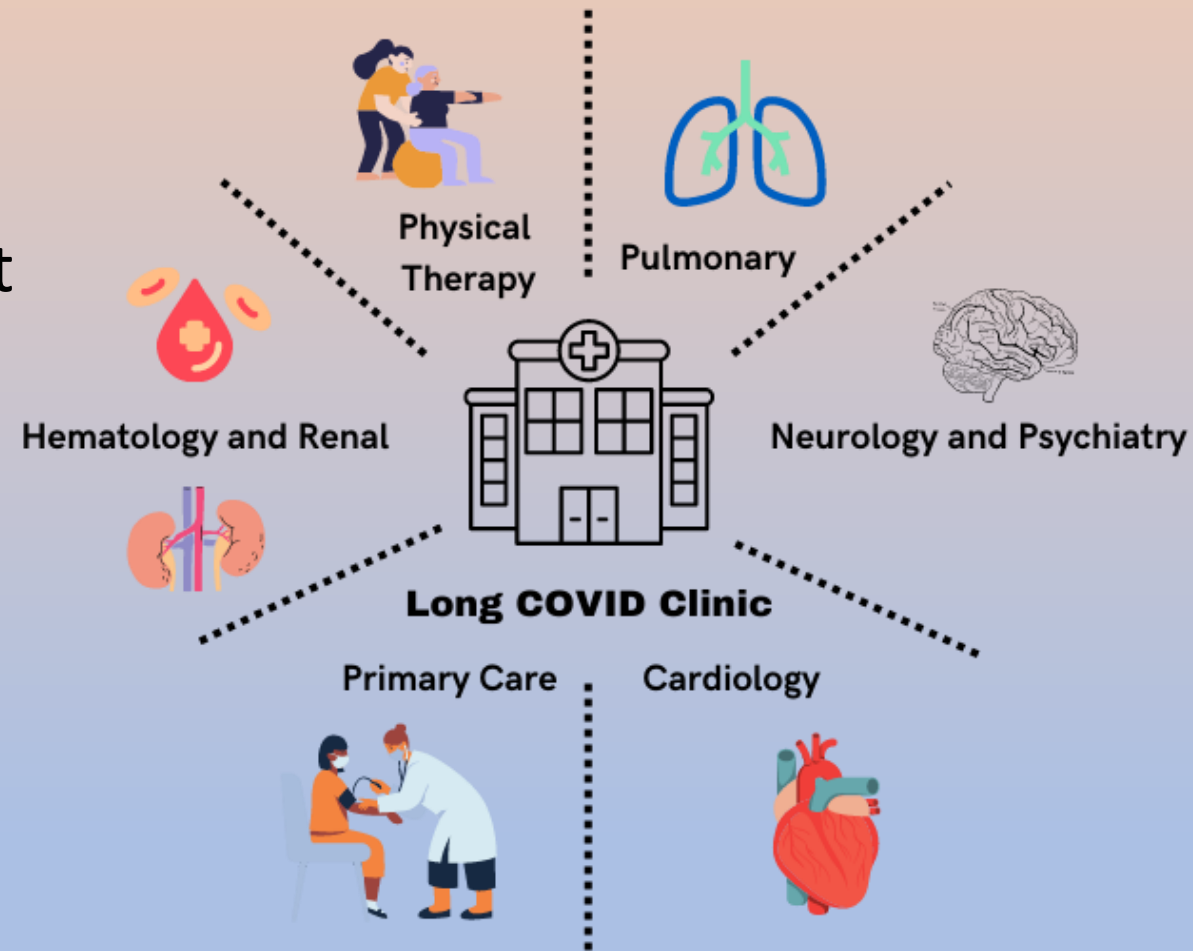 Physical
Therapy
Pulmonary
t
Hematology and Renal
Neurology and Psychiatry
Long COVID Clinic
Primary Care
Cardiology